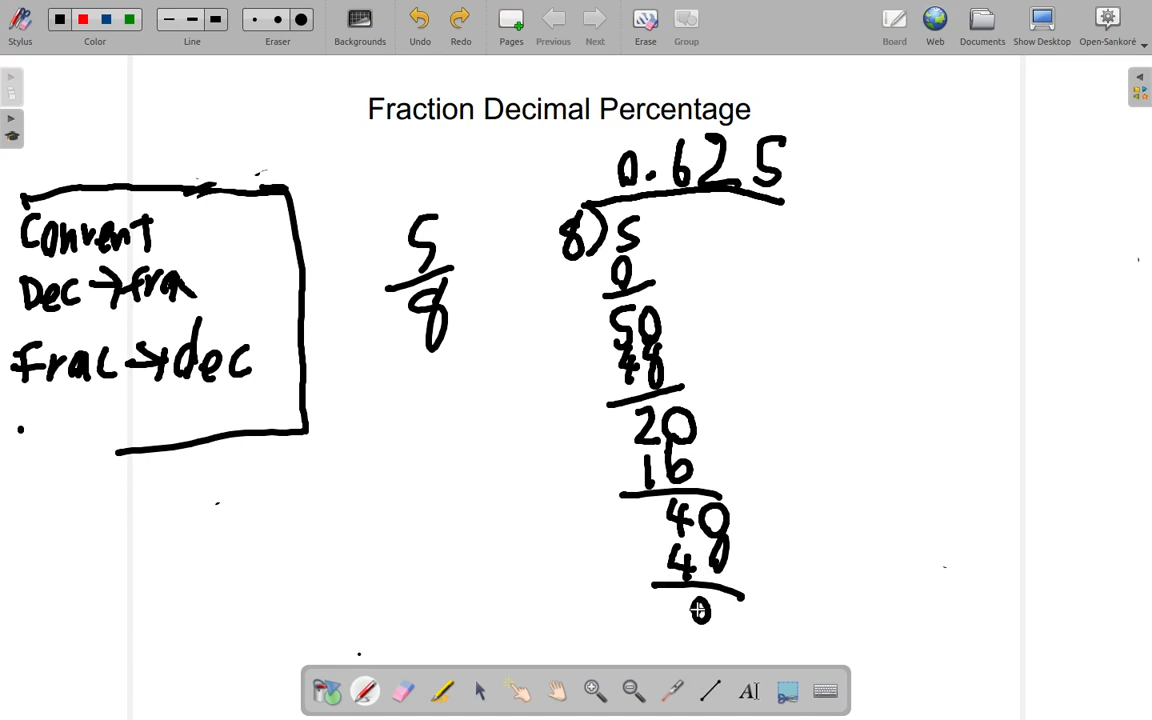 Stylus Color Line Eraser Backgrounds Undo Redo Pages Previous Next Erase Group Board Web Documents Show Desktop Open-Sankoré
Fraction Decimal Percentage
0.625
Convent
8)5
Dec→fra
5
0
8
50
48
Frac→dec
20
16
40
40
0
AI